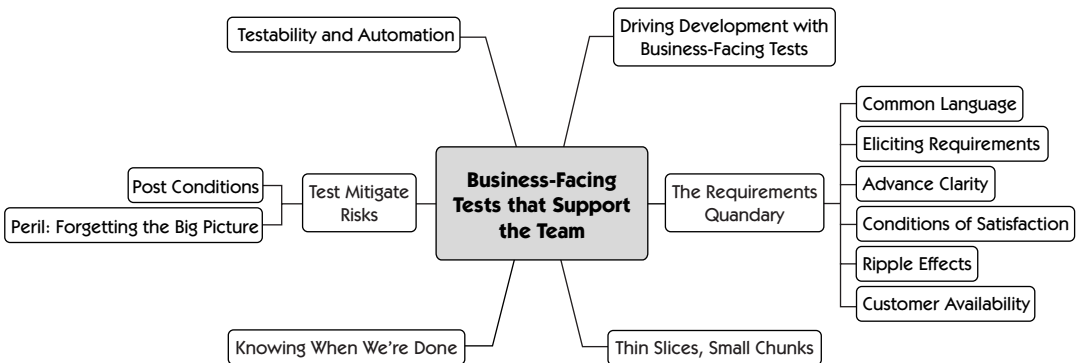 Testability and Automation
Driving Development with
Business-Facing Tests
Common Language
Eliciting Requirements
Advance Clarity
Conditions of Satisfaction
Ripple Effects
Customer Availability
The Requirements
Quandary
Business-Facing
Tests that Support
the Team
Test Mitigate
Risks
Post Conditions
Peril: Forgetting the Big Picture
Knowing When We're Done
Thin Slices, Small Chunks